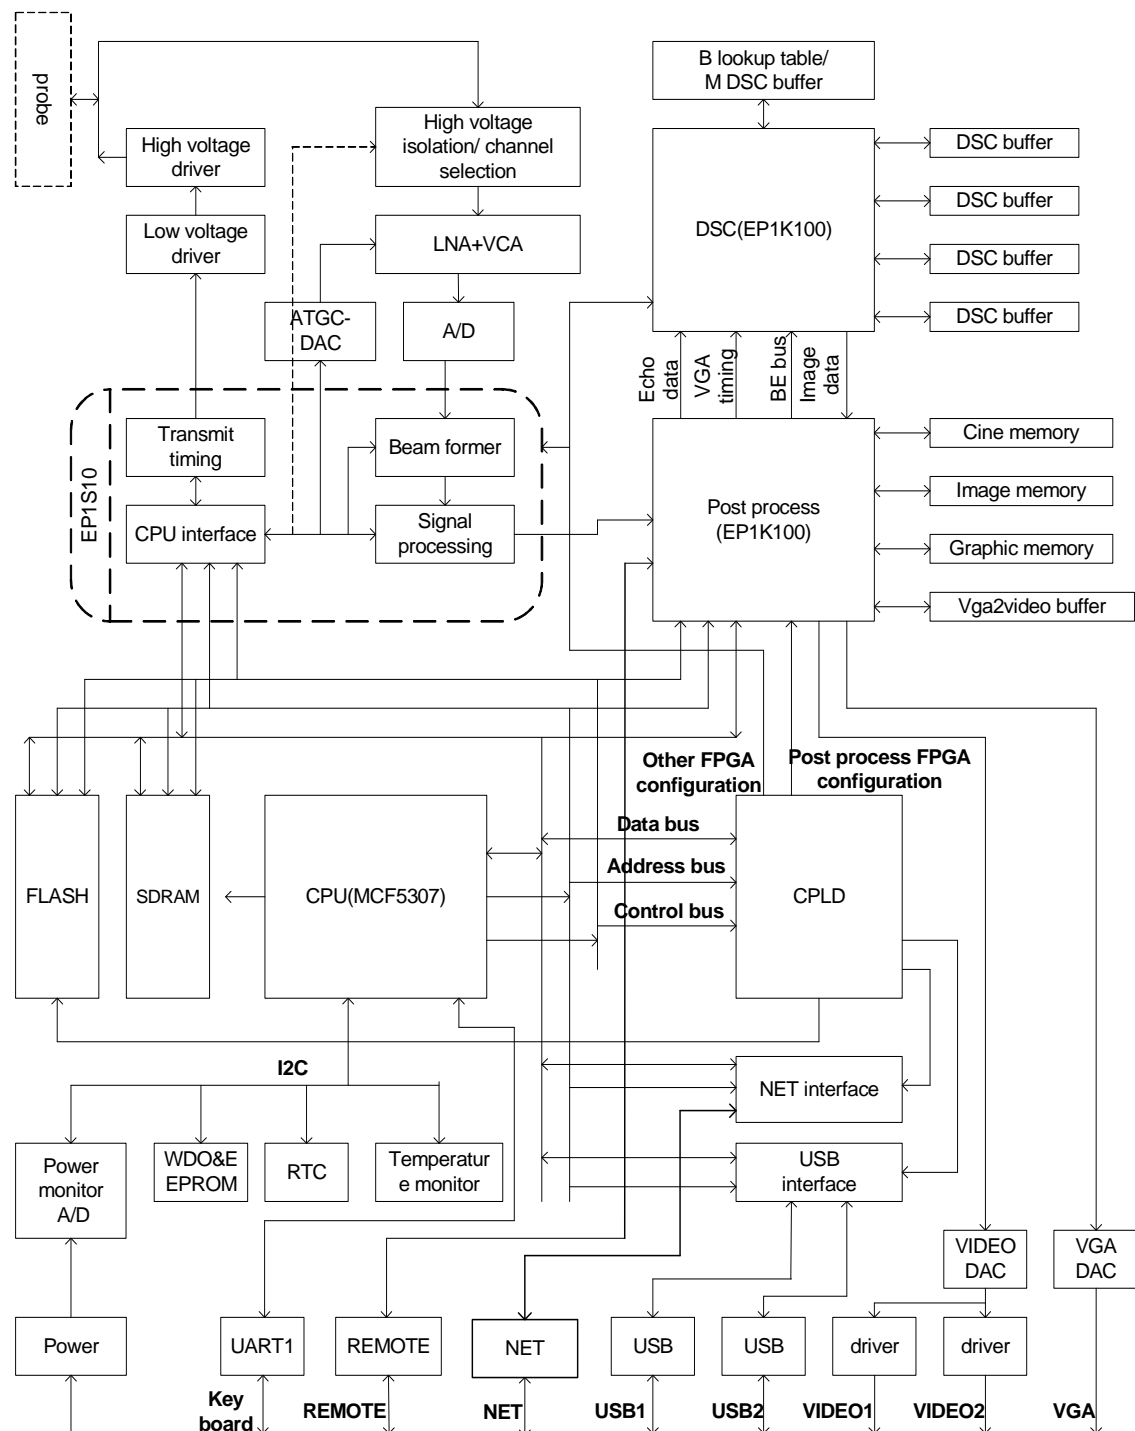 probe
B lookup table/
M DSC buffer
High voltage
driver
High voltage
isolation/ channel
selection
DSC buffer
DSC buffer
DSC(EP1K100)
Low voltage
driver
LNA+VCA
DSC buffer
DSC buffer
ATGC-
DAC
A/D
Echo
data
VGA
timing
BE bus
Image
data
EP1S10
Transmit
timing
Beam former
Cine memory
CPU interface
Signal
processing
Post process
(EP1K100)
Image memory
Graphic memory
Vga2video buffer
Other FPGA
configuration
Post process FPGA
configuration
Data bus
Address bus
Control bus
FLASH
SDRAM
CPU(MCF5307)
CPLD
I2C
NET interface
Power
monitor
A/D
WDO&E
EPROM
RTC
Temperatur
e monitor
USB
interface
VIDEO
DAC
VGA
DAC
Power
UART1
REMOTE
NET
USB
USB
driver
driver
Key
board
REMOTE
NET
USB1
USB2
VIDEO1
VIDEO2
VGA